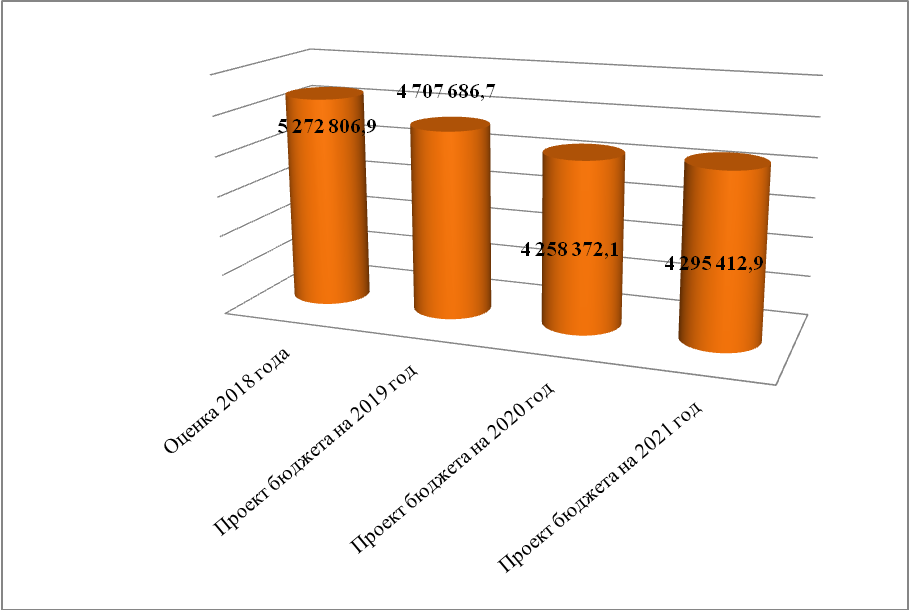 5 272 806,9
4 707 686,7
4 258 372,1
4 295 412,9
Оценка 2018 года
Проект бюджета на 2019 год
Проект бюджета на 2020 год
Проект бюджета на 2021 год